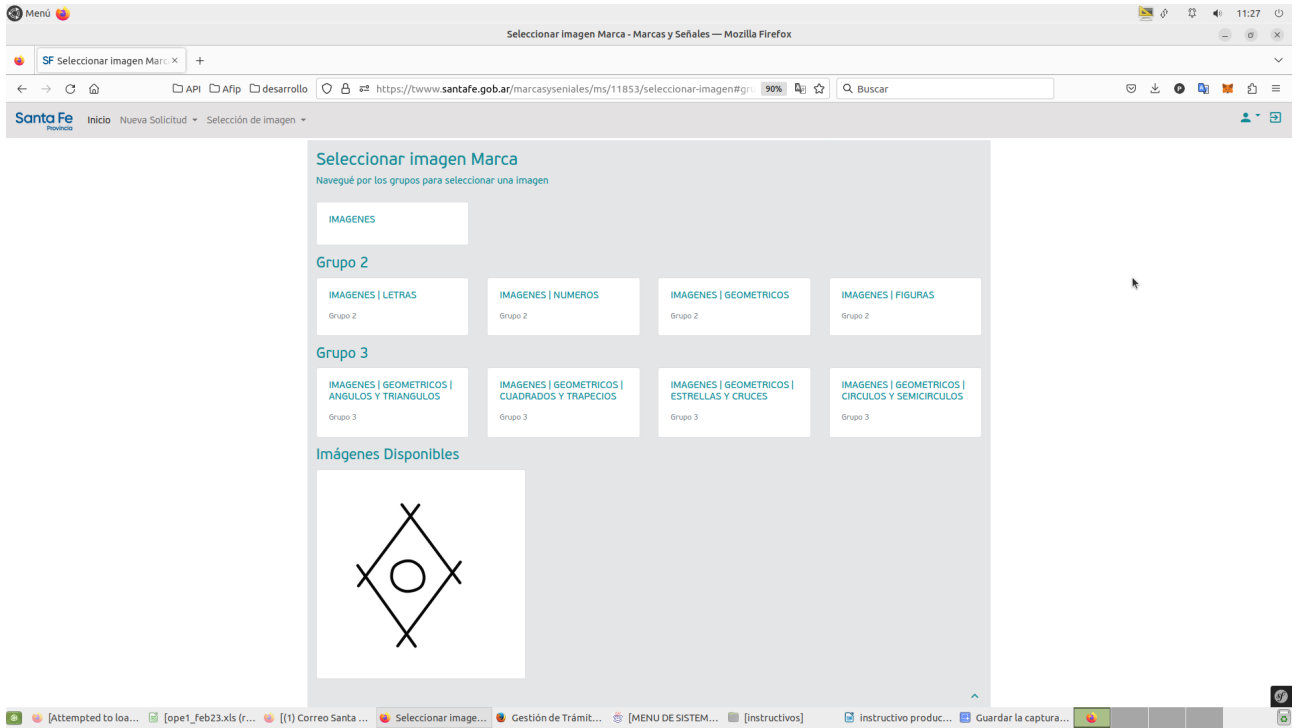 Menú
11:27
Seleccionar imagen Marca - Marcas y Señales — Mozilla Firefox
SF Seleccionar imagen Marc
API Afip desarrollo https://twww.santafe.gob.ar/marcasyseniales/ms/11853/seleccionar-imagen#gru 90% Buscar
Santa Fe
Provincia
Inicio Nueva Solicitud Selección de imagen
Seleccionar imagen Marca
Navegué por los grupos para seleccionar una imagen
IMAGENES
Grupo 2
IMAGENES | LETRAS IMAGENES | NUMEROS IMAGENES | GEOMETRICOS IMAGENES | FIGURAS
Grupo 2 Grupo 2 Grupo 2 Grupo 2
Grupo 3
IMAGENES | GEOMETRICOS | IMAGENES | GEOMETRICOS | IMAGENES | GEOMETRICOS | IMAGENES | GEOMETRICOS |
ANGULOS Y TRIANGULOS CUADRADOS Y TRAPECIOS ESTRELLAS Y CRUCES CIRCULOS Y SEMICIRCULOS
Grupo 3 Grupo 3 Grupo 3 Grupo 3
Imágenes Disponibles
sf
[Attempted to loa... [ope1_feb23.xls (r... [(1) Correo Santa ... Seleccionar image... Gestión de Trámit... [MENU DE SISTEM... [instructivos] instructivo produc... Guardar la captura...